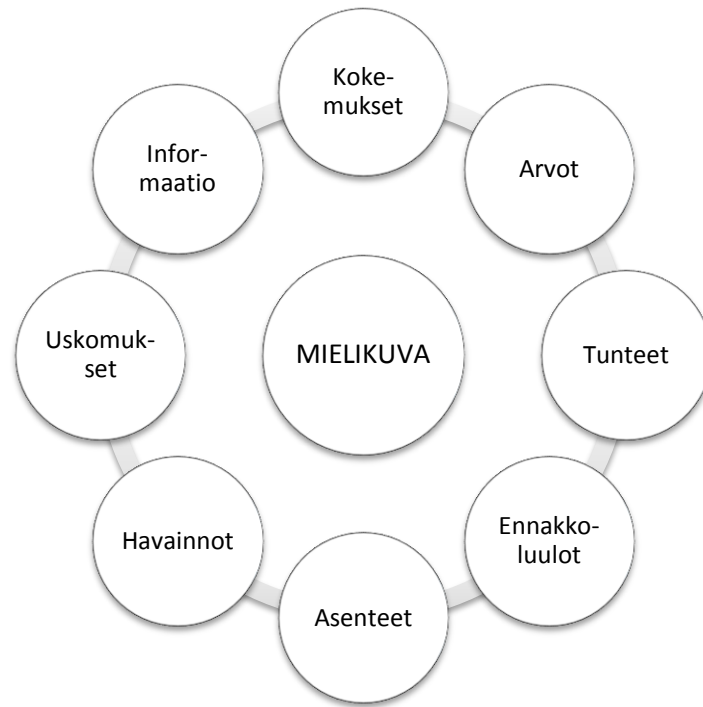 Koke-
mukset
Infor-
maatio
Arvot
Uskomuk-
set
MIELIKUVA
Tunteet
Havainnot
Ennakko-
luulot
Asenteet